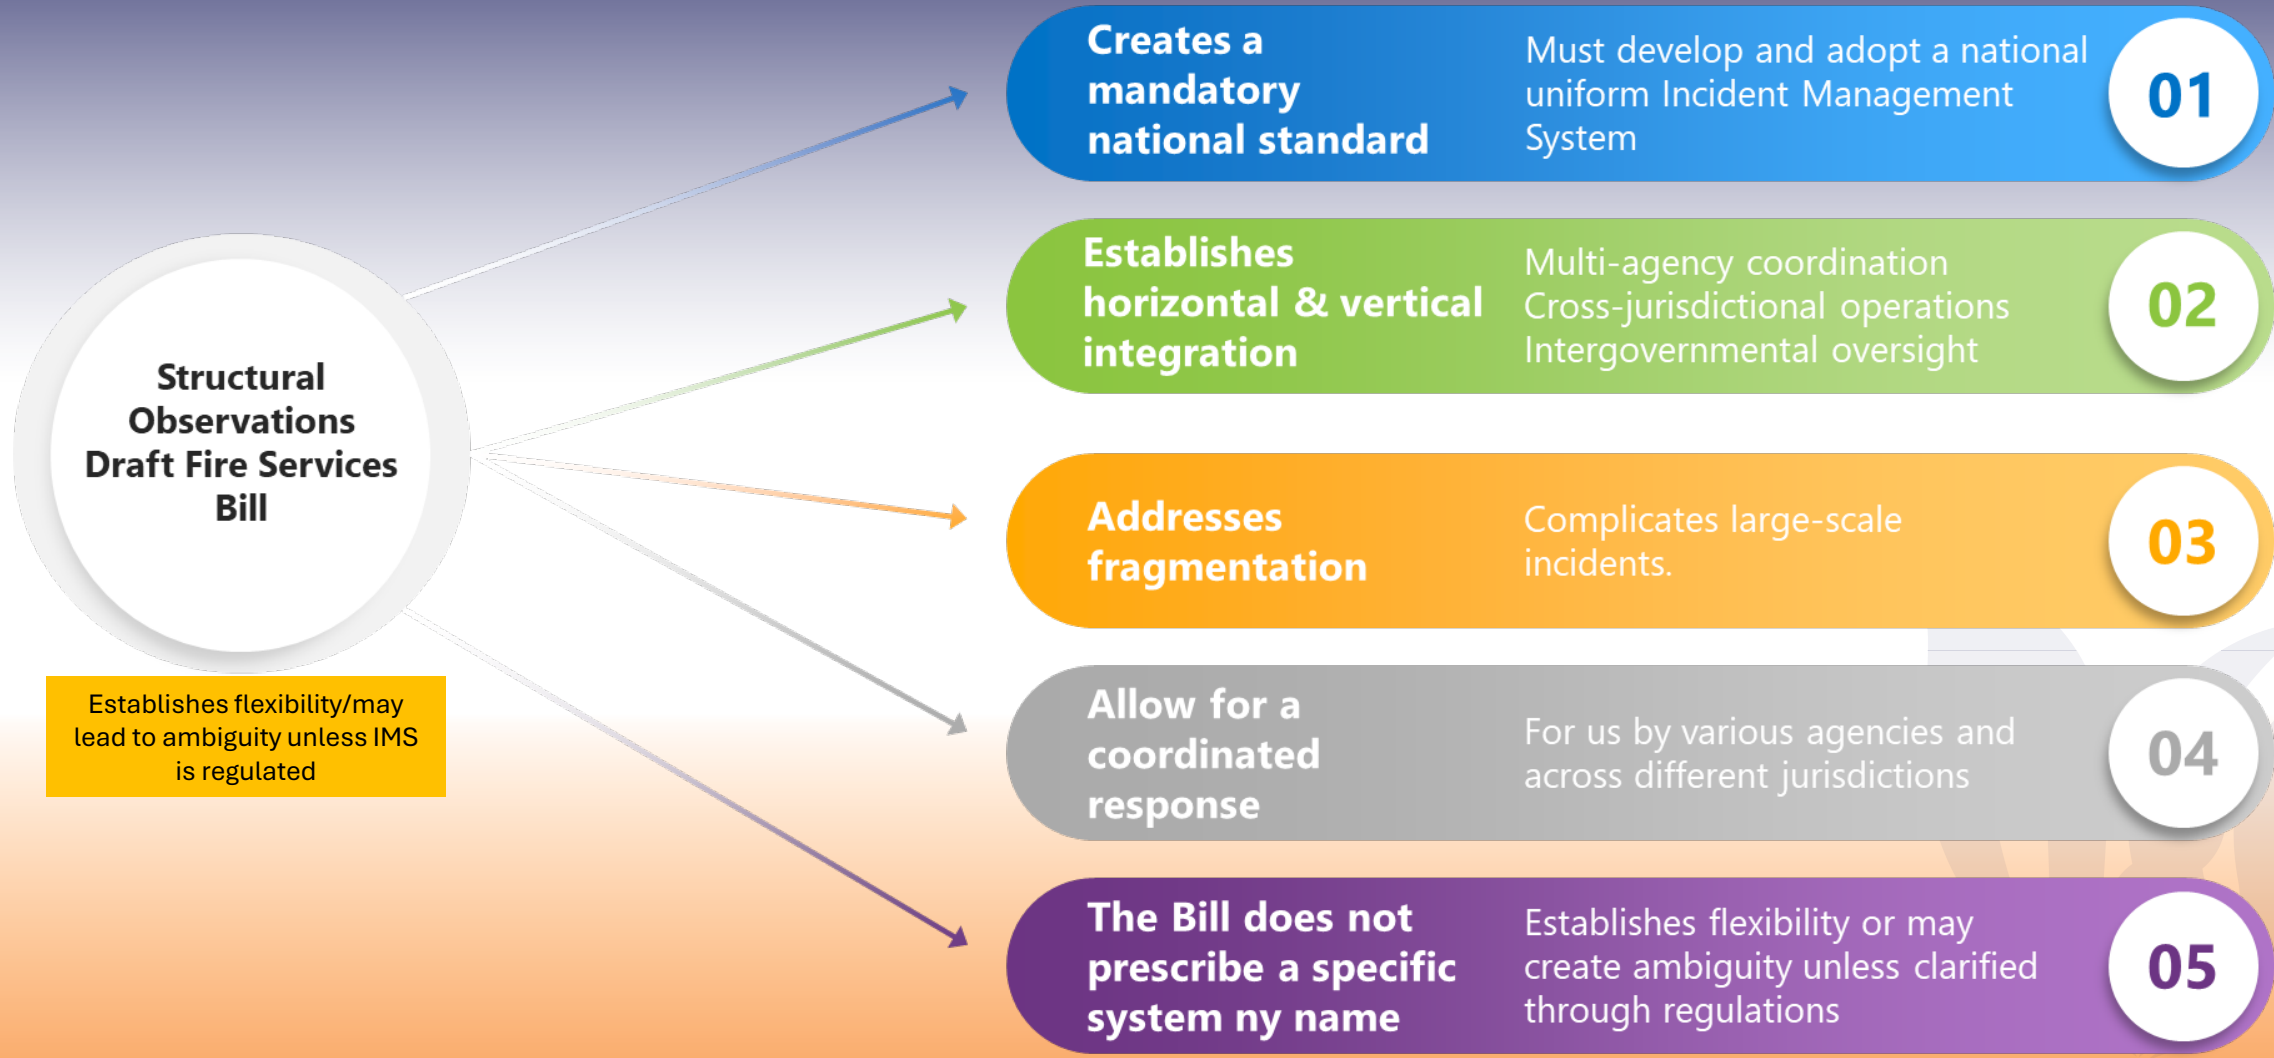 Structural
Observations
Draft Fire Services
Bill
Establishes flexibility/may
lead to ambiguity unless IMS
is regulated
Creates a
mandatory
national standard
Must develop and adopt a national
uniform Incident Management
System
01
Establishes
horizontal & vertical
integration
Multi-agency coordination
Cross-jurisdictional operations
Intergovernmental oversight
02
Addresses
fragmentation
Complicates large-scale
incidents.
03
Allow for a
coordinated
response
For us by various agencies and
across different jurisdictions
04
The Bill does not
prescribe a specific
system ny name
Establishes flexibility or may
create ambiguity unless clarified
through regulations
05